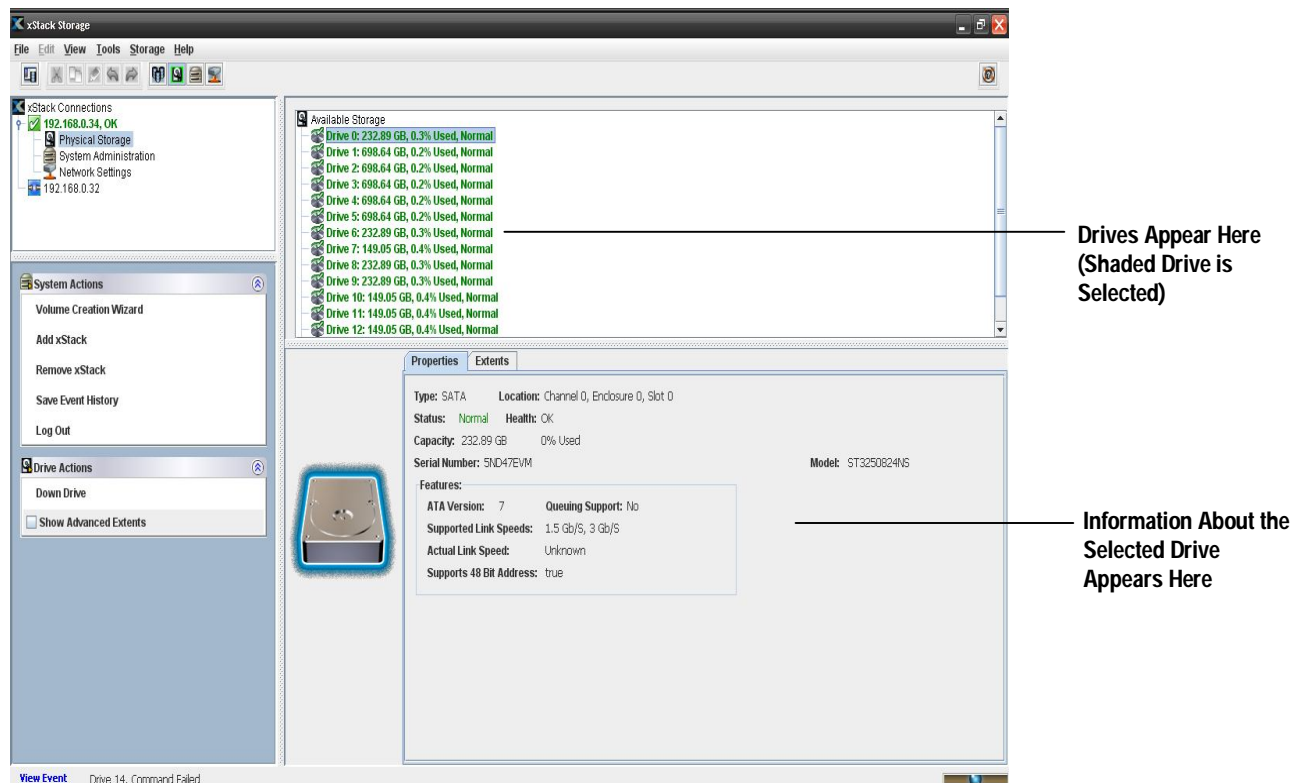 xStack Storage
File Edit View Tools Storage Help
xStack Connections
192.168.0.34, OK
Physical Storage
System Administration
Network Settings
192.168.0.32
Available Storage
Drive 0: 232.89 GB, 0.3% Used, Normal
Drive 1: 698.64 GB, 0.2% Used, Normal
Drive 2: 698.64 GB, 0.2% Used, Normal
Drive 3: 698.64 GB, 0.2% Used, Normal
Drive 4: 698.64 GB, 0.2% Used, Normal
Drive 5: 698.64 GB, 0.2% Used, Normal
Drive 6: 232.89 GB, 0.3% Used, Normal
Drive 7: 149.05 GB, 0.4% Used, Normal
Drive 8: 232.89 GB, 0.3% Used, Normal
Drive 9: 232.89 GB, 0.3% Used, Normal
Drive 10: 149.05 GB, 0.4% Used, Normal
Drive 11: 149.05 GB, 0.4% Used, Normal
Drive 12: 149.05 GB, 0.4% Used, Normal
Drives Appear Here
(Shaded Drive is
Selected)
System Actions
Volume Creation Wizard
Add xStack
Remove xStack
Save Event History
Log Out
Drive Actions
Down Drive
Show Advanced Extents
Properties Extents
Type: SATA Location: Channel 0, Enclosure 0, Slot 0
Status: Normal Health: OK
Capacity: 232.89 GB 0% Used
Serial Number: 5ND47EVM Model: ST3250824NS
Features:
ATA Version: 7 Queuing Support: No
Supported Link Speeds: 1.5 Gb/S, 3 Gb/S
Actual Link Speed: Unknown
Supports 48 Bit Address: true
Information About the
Selected Drive
Appears Here
View Event Drive 14, Command Failed